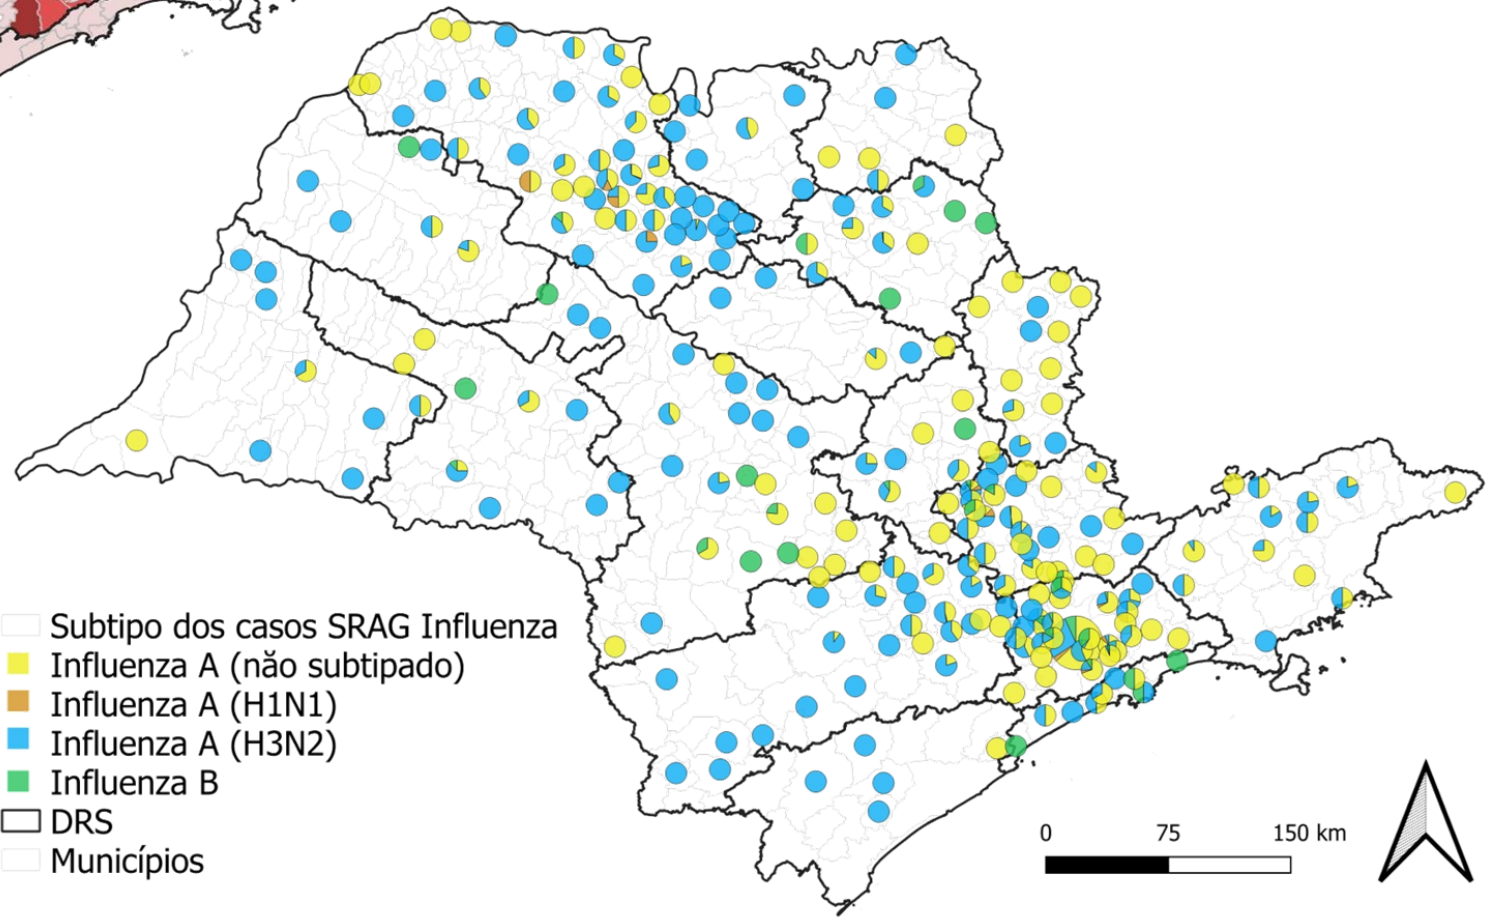 Subtipo dos casos SRAG Influenza
Influenza A (não subtipado)
Influenza A (H1N1)
Influenza A (H3N2)
Influenza B
DRS
Municípios
0 75 150 km